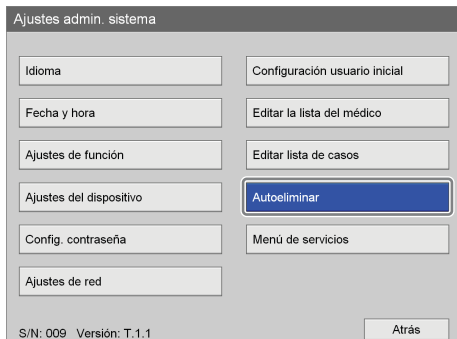 Ajustes admin. sistema
Idioma
Configuración usuario inicial
Fecha y hora
Editar la lista del médico
Ajustes de función
Editar lista de casos
Ajustes del dispositivo
Autoeliminar
Config. contraseña
Menú de servicios
Ajustes de red
S/N: 009 Versión: T.1.1
Atrás